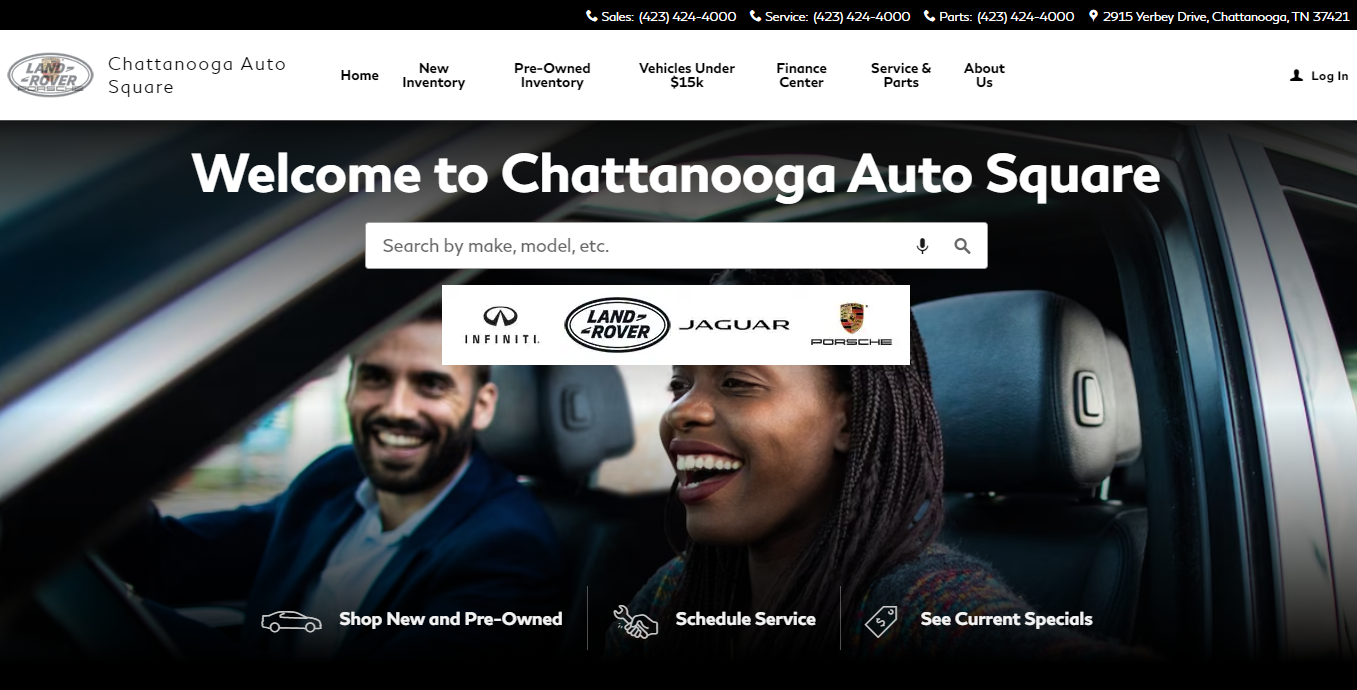 Sales: (423) 424-4000 Service: (423) 424-4000 Parts: (423) 424-4000 2915 Yerbey Drive, Chattanooga, TN 37421
LAND
ROVER
PORSCHE
Chattanooga Auto
Square
Home
New
Inventory
Pre-Owned
Inventory
Vehicles Under
$15k
Finance
Center
Service &
Parts
About
Us
Log In
Welcome to Chattanooga Auto Square
Search by make, model, etc.
INFINITI.
LAND
ROVER
JAGUAR
PORSCHE
Shop New and Pre-Owned
Schedule Service
$
See Current Specials